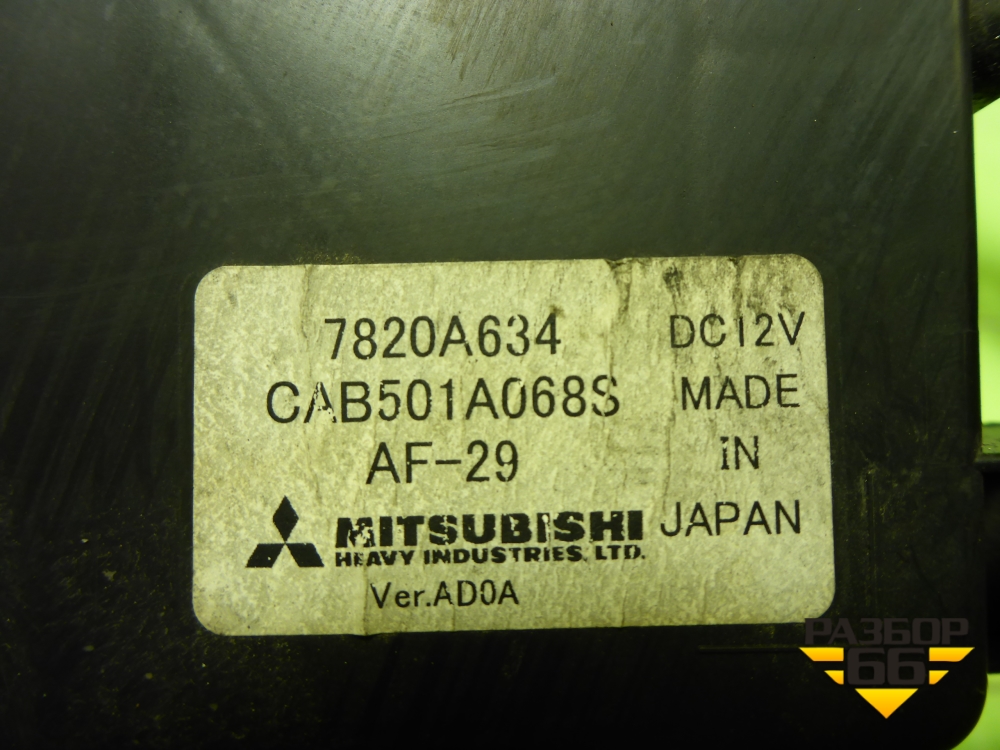 7820A634
CAB501A068S
AF-29
MITSUBISHI
HEAVY INDUSTRIES, LTD.
Ver.AD0A
DC12V
MADE
IN
JAPAN
РАЗБОР
66